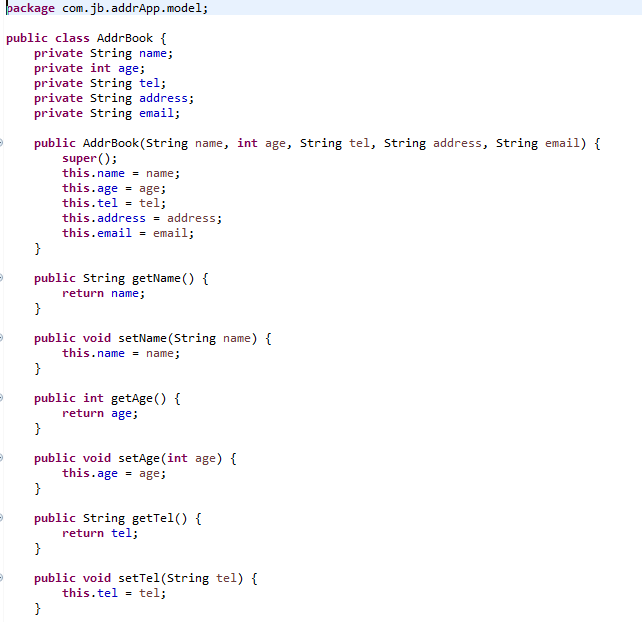 package com.jb.addrApp.model;
public class AddrBook {
private String name;
private int age;
private String tel;
private String address;
private String email;
public AddrBook(String name, int age, String tel, String address, String email) {
super();
this.name = name;
this.age = age;
this.tel = tel;
this.address = address;
this.email = email;
}
public String getName() {
return name;
}
public void setName(String name) {
this.name = name;
}
public int getAge() {
return age;
}
public void setAge(int age) {
this.age = age;
}
public String getTel() {
return tel;
}
public void setTel(String tel) {
this.tel = tel;
}